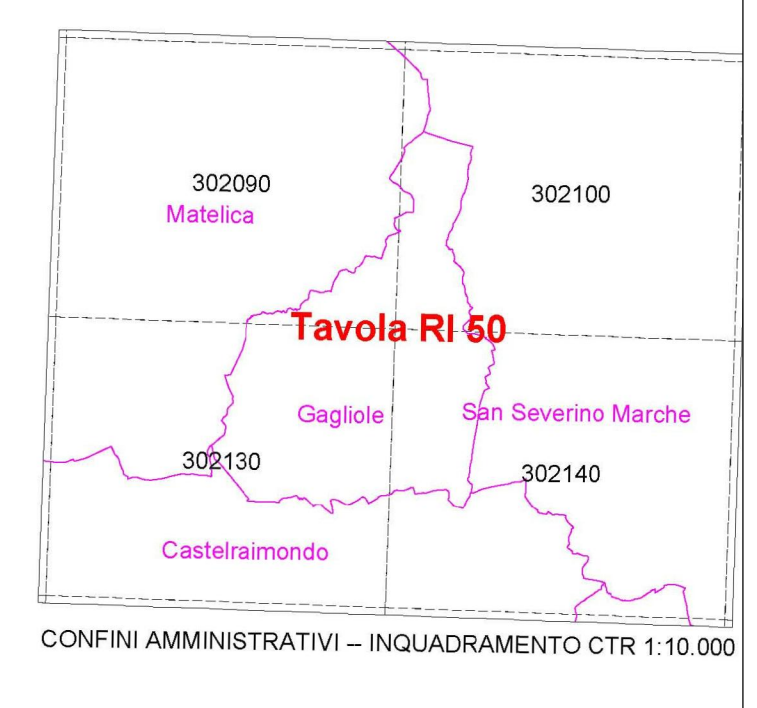 302090
302100
Matelica
Tavola RI 50
Gagliole
San Severino Marche
302130
302140
Castelraimondo
CONFINI AMMINISTRATIVI -- INQUADRAMENTO CTR 1:10.000